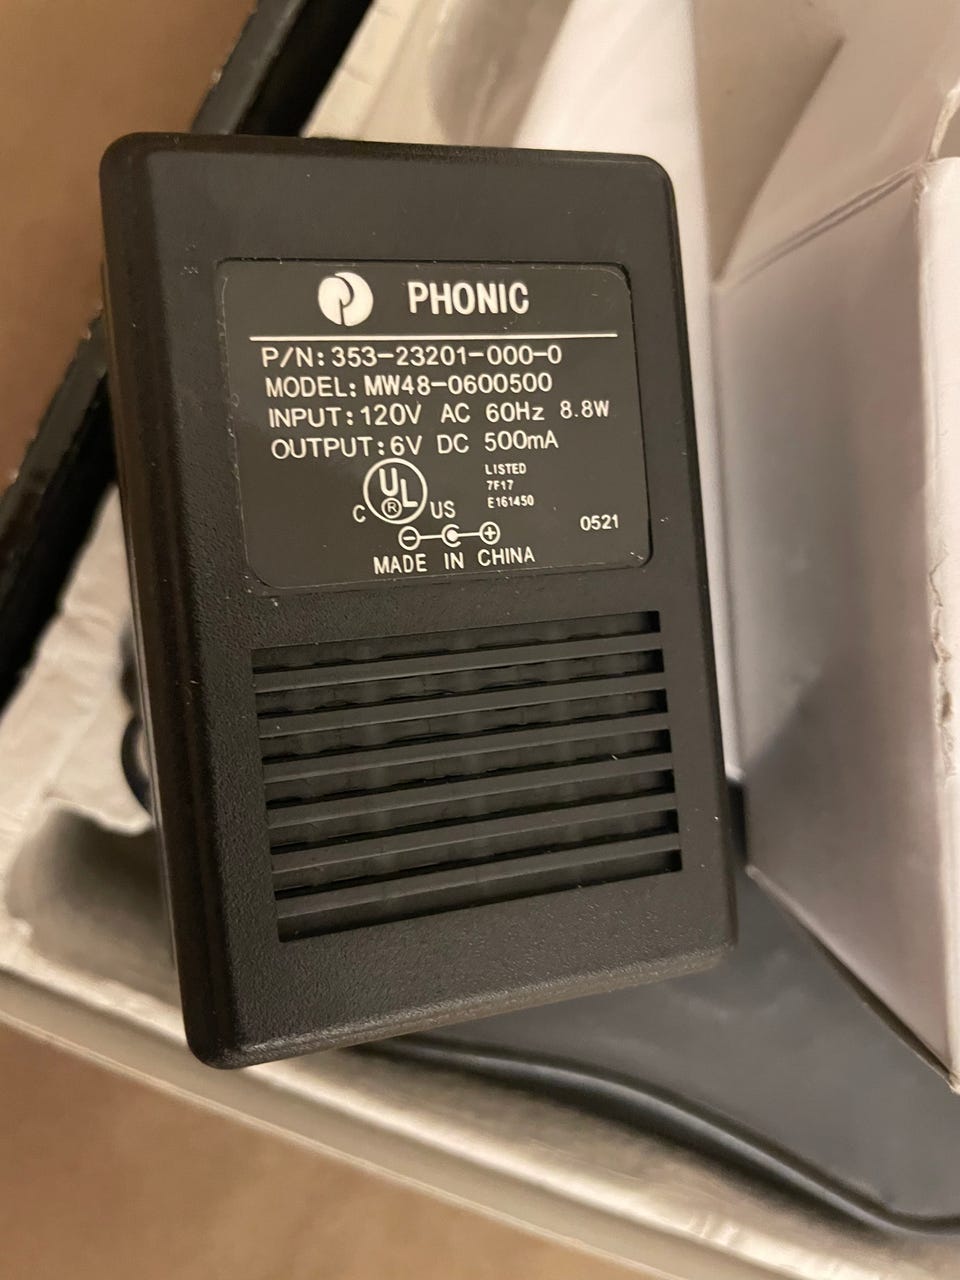 PHONIC
P/N: 353-23201-000-0
MODEL: MW48-0600500
INPUT: 120V AC 60Hz 8.8W
OUTPUT: 6V DC 500mA
C UL ® US
LISTED
7F17
E161450
0521
MADE IN CHINA